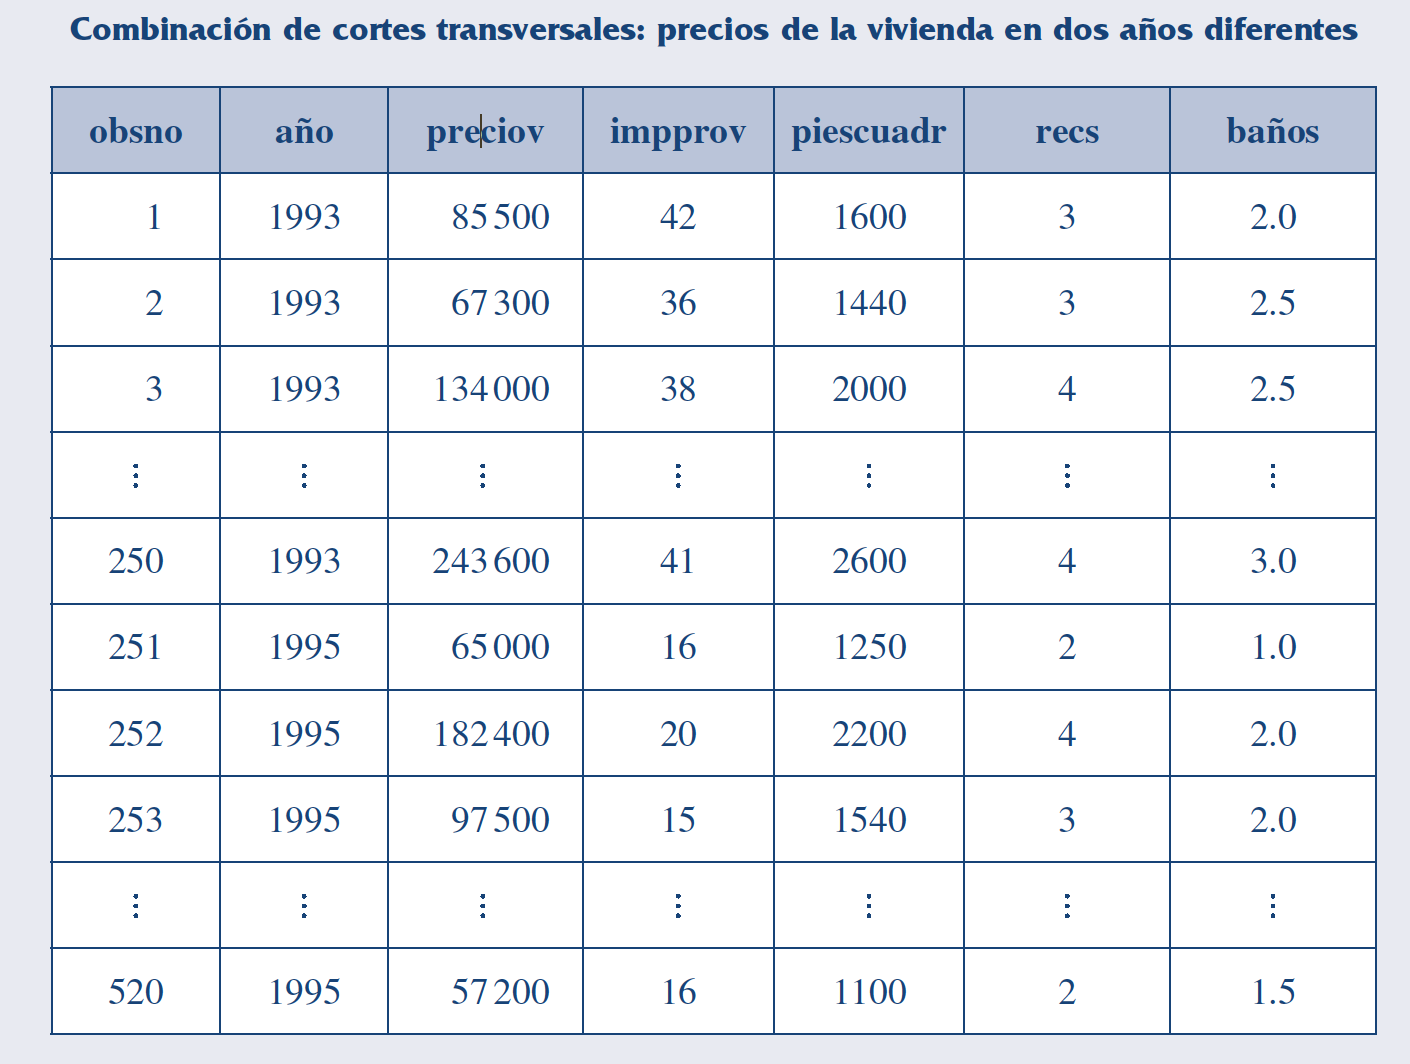 Combinación de cortes transversales: precios de la vivienda en dos años diferentes
obsno año preciov impprov piescuadr recs baños
1 1993 85 500 42 1600 3 2.0
2 1993 67 300 36 1440 3 2.5
3 1993 134 000 38 2000 4 2.5
⋮ ⋮ ⋮ ⋮ ⋮ ⋮ ⋮
250 1993 243 600 41 2600 4 3.0
251 1995 65 000 16 1250 2 1.0
252 1995 182 400 20 2200 4 2.0
253 1995 97 500 15 1540 3 2.0
⋮ ⋮ ⋮ ⋮ ⋮ ⋮ ⋮
520 1995 57 200 16 1100 2 1.5